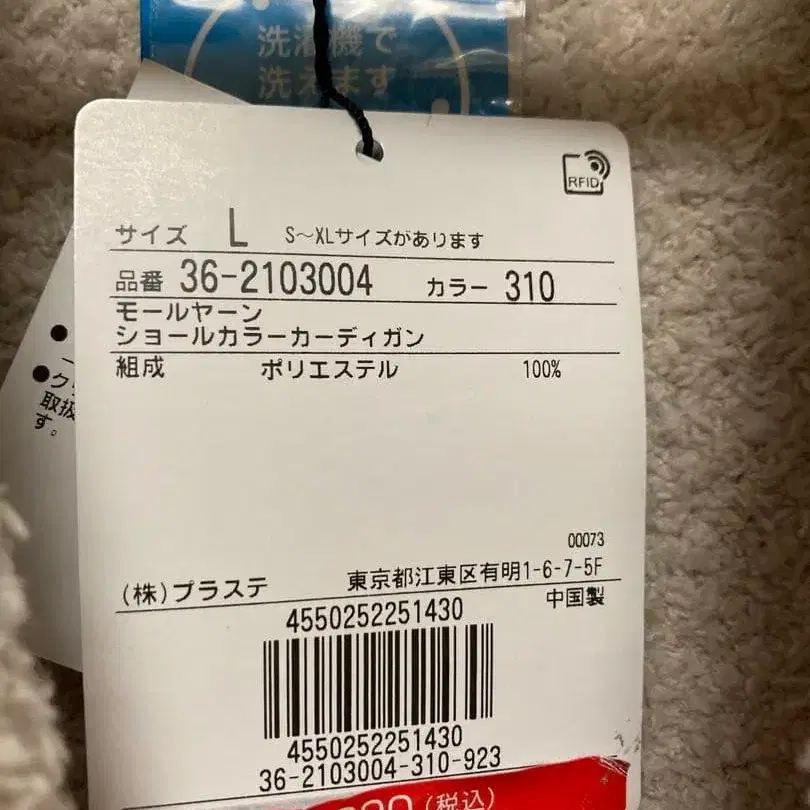 洗濯機で
洗えます
RFID
サイズ L S〜XLサイズがあります
品番 36-2103004 カラー 310
モールヤーン
ショールカラーカーディガン
組成 ポリエステル 100%
取扱
す。
00073
(株)プラステ 東京都江東区有明1-6-7-5F
中国製
4550252251430
4550252251430
36-2103004-310-923
(税込)